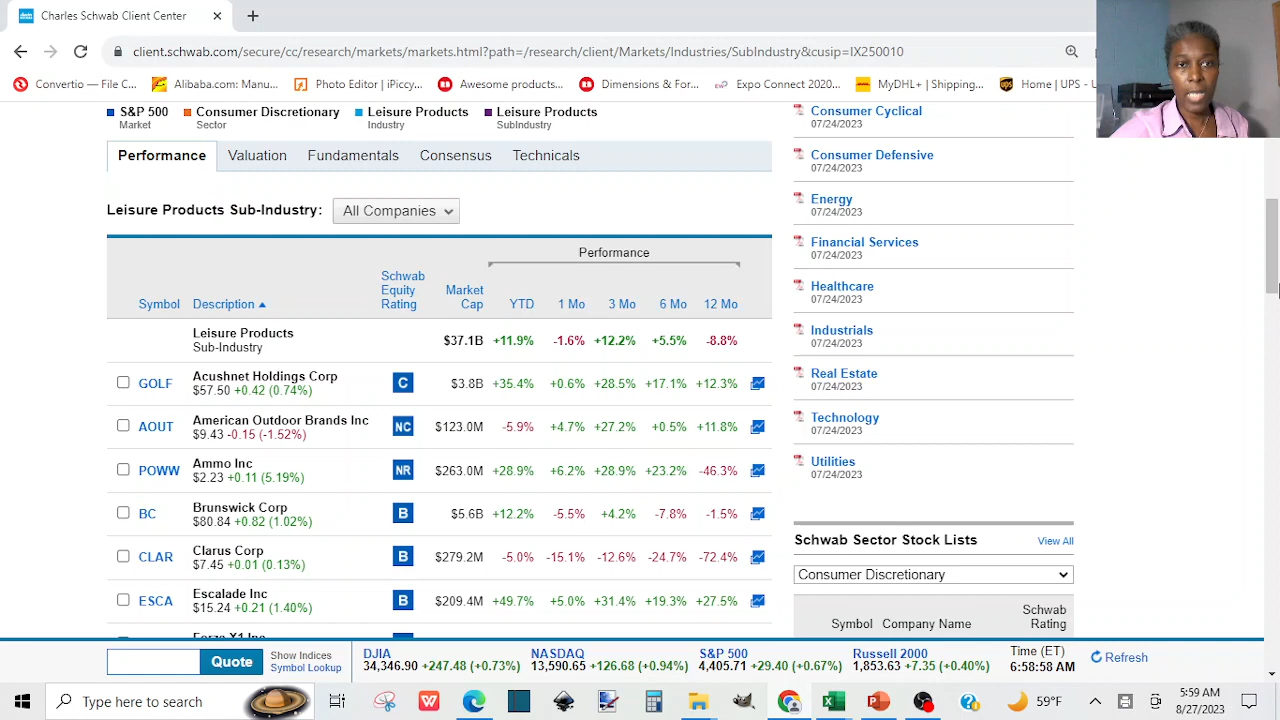 Charles Schwab Client
client.schwab.com/secure/cc/research/markets/markets.html?path=/research/client/Markets/Industries/SubIndustry&cusip=IX250010
Convertio — File C... Alibaba.com: Manu... Photo Editor | iFlccy... Awesome products... Dimensions & For... Expo Connect 2020... MyDHL+ | Shipping... Home | UPS - U
S&P 500 Consumer Discretionary Leisure Products Leisure Products
Market Sector Industry SubIndustry
Performance Valuation Fundamentals Consensus Technicals
Leisure Products Sub-Industry: All Companies
Performance
Symbol Description Schwab Equity Rating Market Cap YTD 1 Mo 3 Mo 6 Mo 12 Mo
Leisure Products
Sub-Industry
$37.1B +11.9% -1.6% +12.2% +5.5% -8.8%
GOLF Acushnet Holdings Corp C $3.8B +35.4% +0.6% +28.5% +17.1% +12.3%
$57.50 +0.42 (0.74%)
AOUT American Outdoor Brands Inc NC $123.0M -5.9% +4.7% +27.2% +0.5% +11.8%
$9.43 -0.15 (-1.52%)
POWW Ammo Inc NR $263.0M +28.9% +6.2% +28.9% +23.2% -46.3%
$2.23 +0.11 (5.19%)
BC Brunswick Corp B $5.6B +12.2% -5.5% +4.2% -7.8% -1.5%
$80.84 +0.82 (1.02%)
CLAR Clarus Corp B $279.2M -5.0% -15.1% -12.6% -24.7% -72.4%
$7.45 +0.01 (0.13%)
ESCA Escalade Inc B $209.4M +49.7% +5.0% +31.4% +19.3% +27.5%
$15.24 +0.21 (1.40%)
Forza X1 Inc
Consumer Cyclical
07/24/2023
Consumer Defensive
07/24/2023
Energy
07/24/2023
Financial Services
07/24/2023
Healthcare
07/24/2023
Industrials
07/24/2023
Real Estate
07/24/2023
Technology
07/24/2023
Utilities
07/24/2023
Schwab Sector Stock Lists View All
Consumer Discretionary
Symbol Company Name Schwab Rating
Quote
Show Indices
Symbol Lookup
DJIA
34,346.90 +247.48 (+0.73%)
NASDAQ
13,590.65 +126.68 (+0.94%)
S&P 500
4,405.71 +29.40 (+0.67%)
Russell 2000
1,853.63 +7.35 (+0.40%)
Time (ET)
6:58:58 AM
Refresh
Type here to search
59°F
5:59 AM
8/27/2023